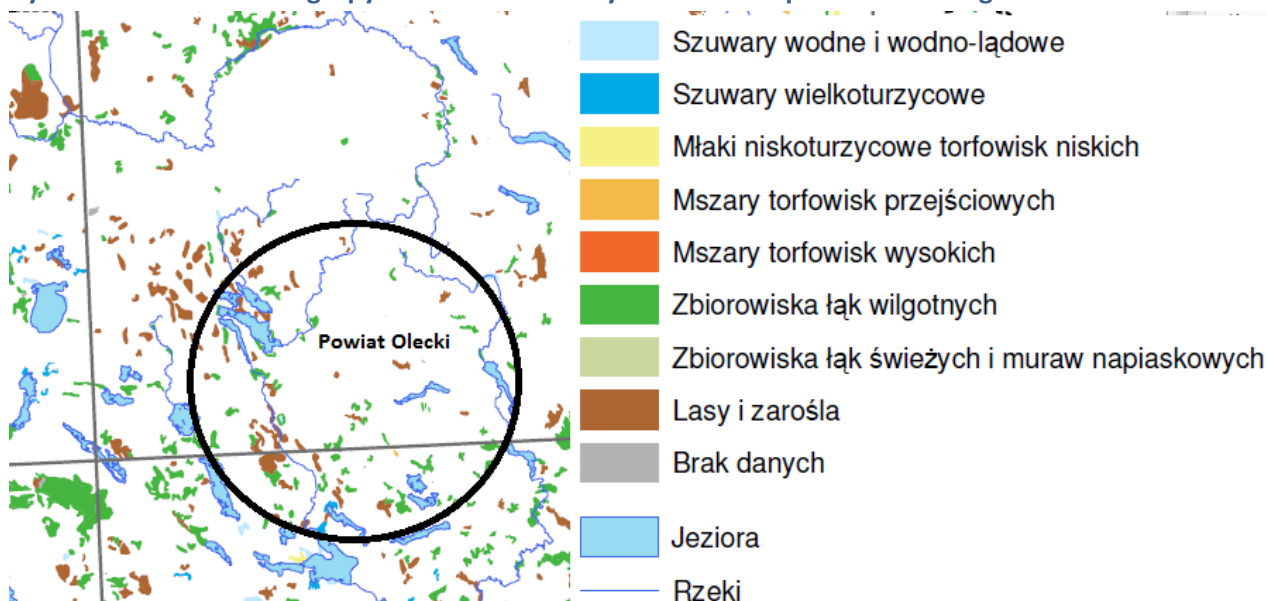 Powiat Olecki
Szuwary wodne i wodno-lądowe
Szuwary wielkoturzycowe
Młaki niskoturzycowe torfowisk niskich
Mszary torfowisk przejściowych
Mszary torfowisk wysokich
Zbiorowiska łąk wilgotnych
Zbiorowiska łąk świeżych i muraw napiaskowych
Lasy i zarośla
Brak danych
Jeziora
Rzeki